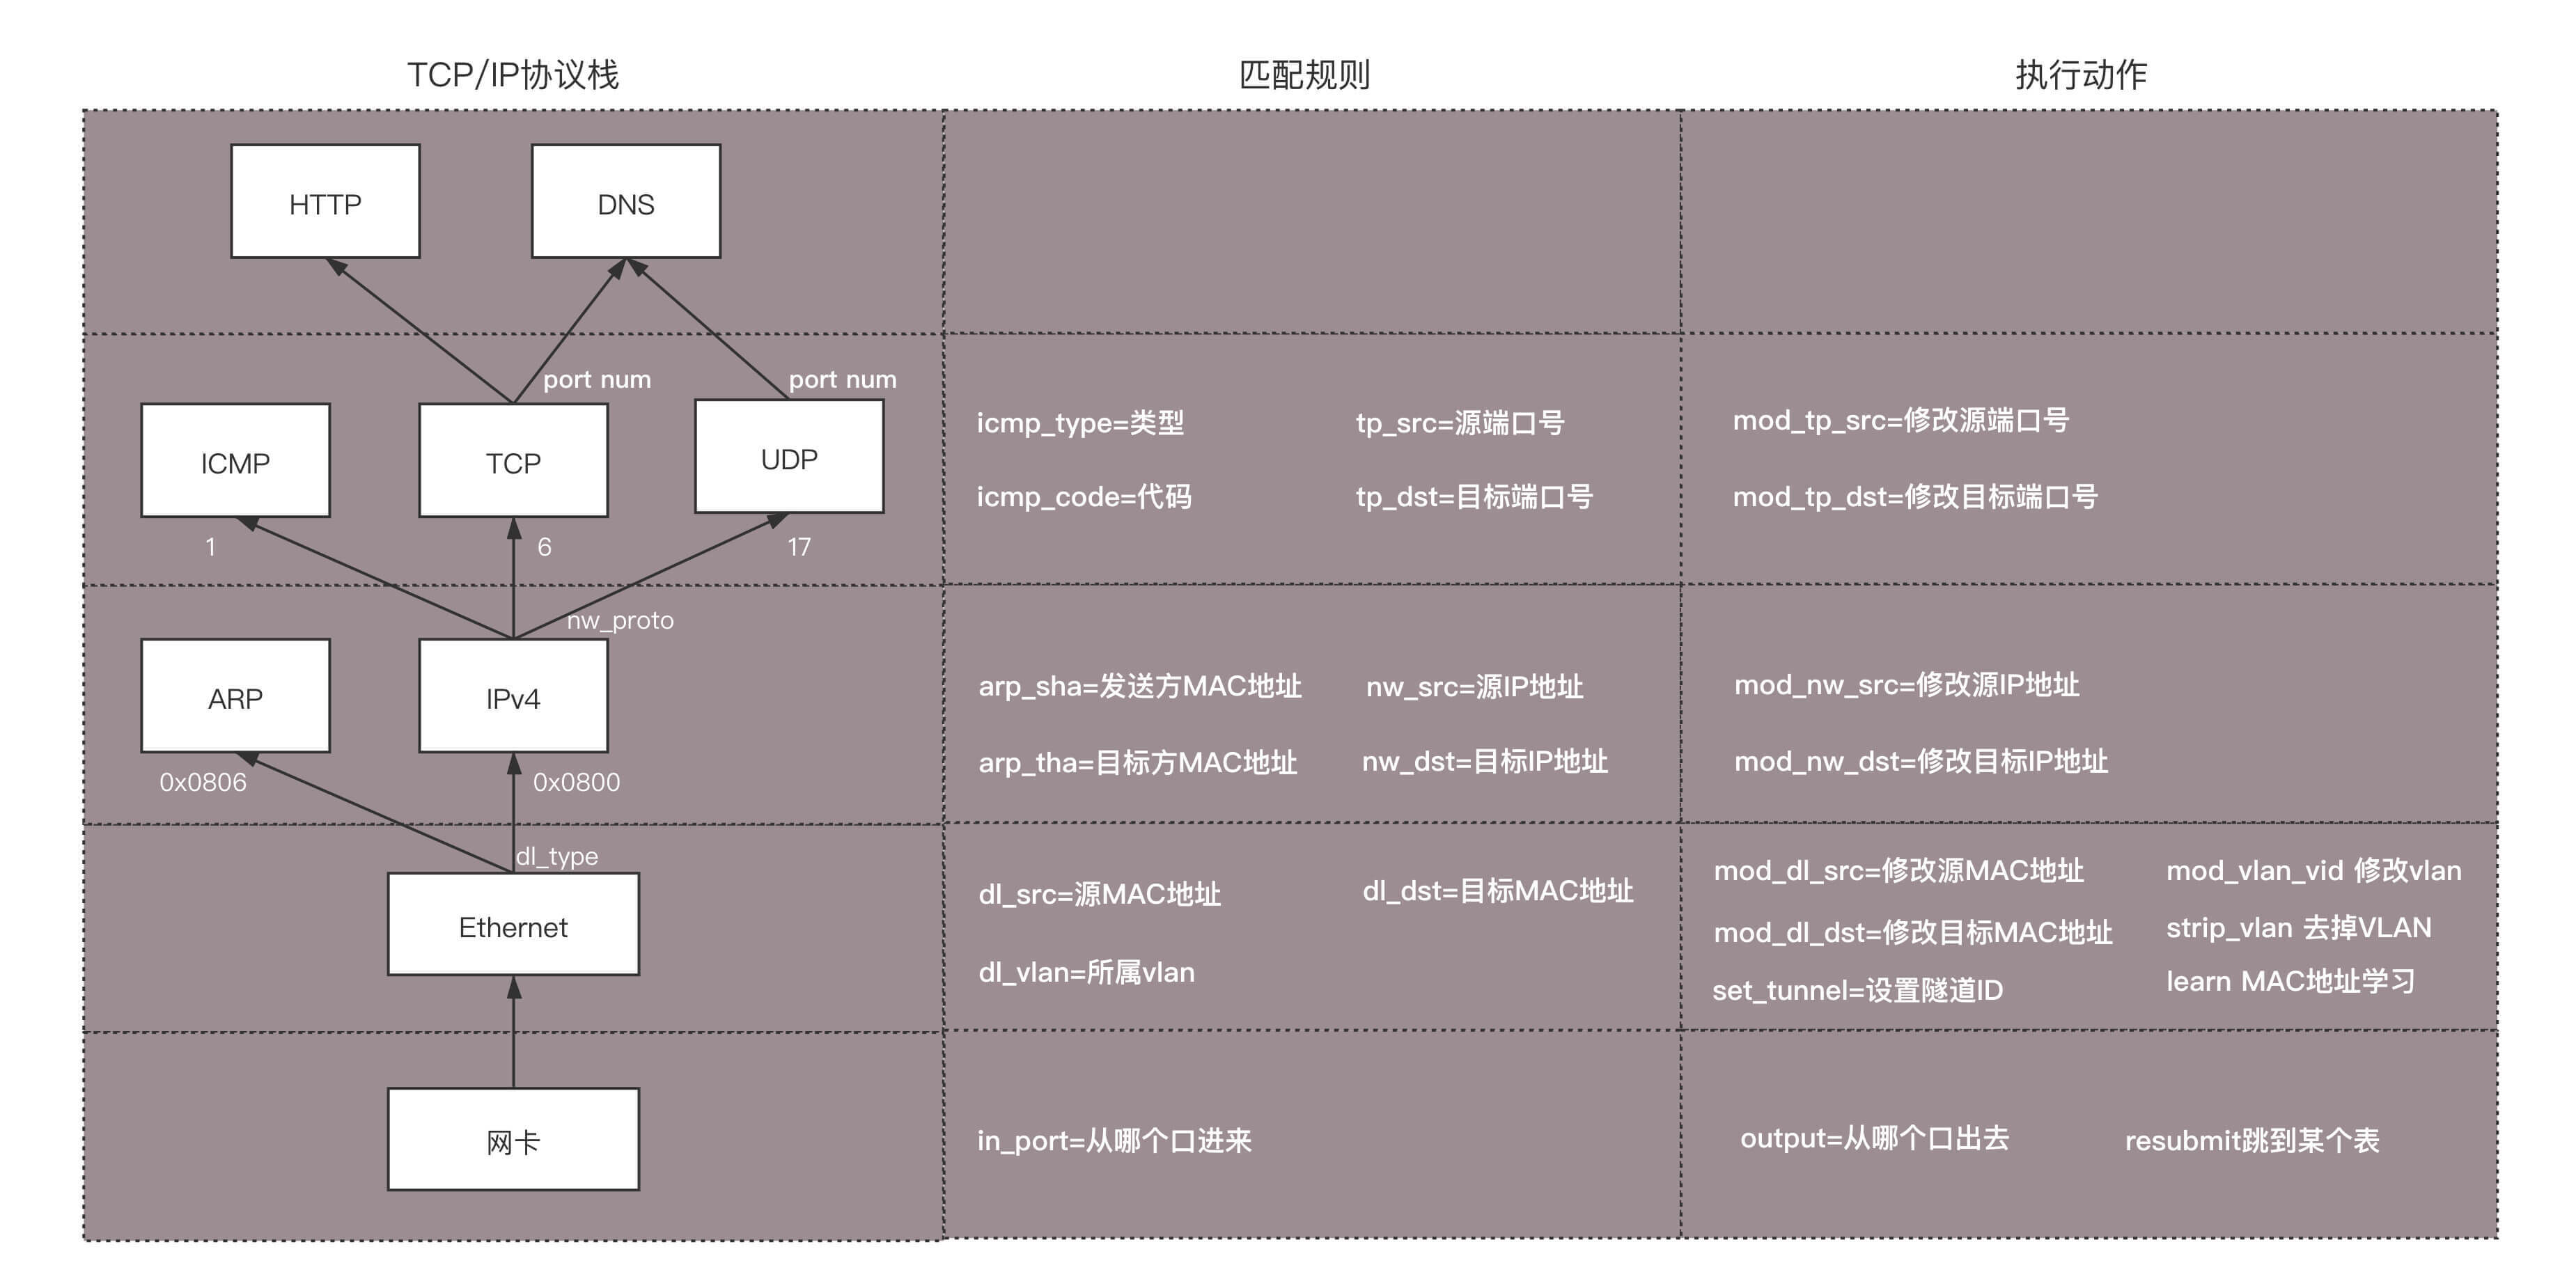 TCP/IP协议栈
匹配规则
执行动作
HTTP
DNS
port num
port num
ICMP
TCP
UDP
1
6
17
icmp_type=类型
tp_src=源端口号
mod_tp_src=修改源端口号
icmp_code=代码
tp_dst=目标端口号
mod_tp_dst=修改目标端口号
nw_proto
ARP
IPv4
0x0806
0x0800
arp_sha=发送方MAC地址
nw_src=源IP地址
mod_nw_src=修改源IP地址
arp_tha=目标方MAC地址
nw_dst=目标IP地址
mod_nw_dst=修改目标IP地址
dl_type
Ethernet
dl_src=源MAC地址
dl_dst=目标MAC地址
dl_vlan=所属vlan
mod_dl_src=修改源MAC地址
mod_vlan_vid 修改vlan
mod_dl_dst=修改目标MAC地址
strip_vlan 去掉VLAN
set_tunnel=设置隧道ID
learn MAC地址学习
网卡
in_port=从哪个口进来
output=从哪个口出去
resubmit跳到某个表